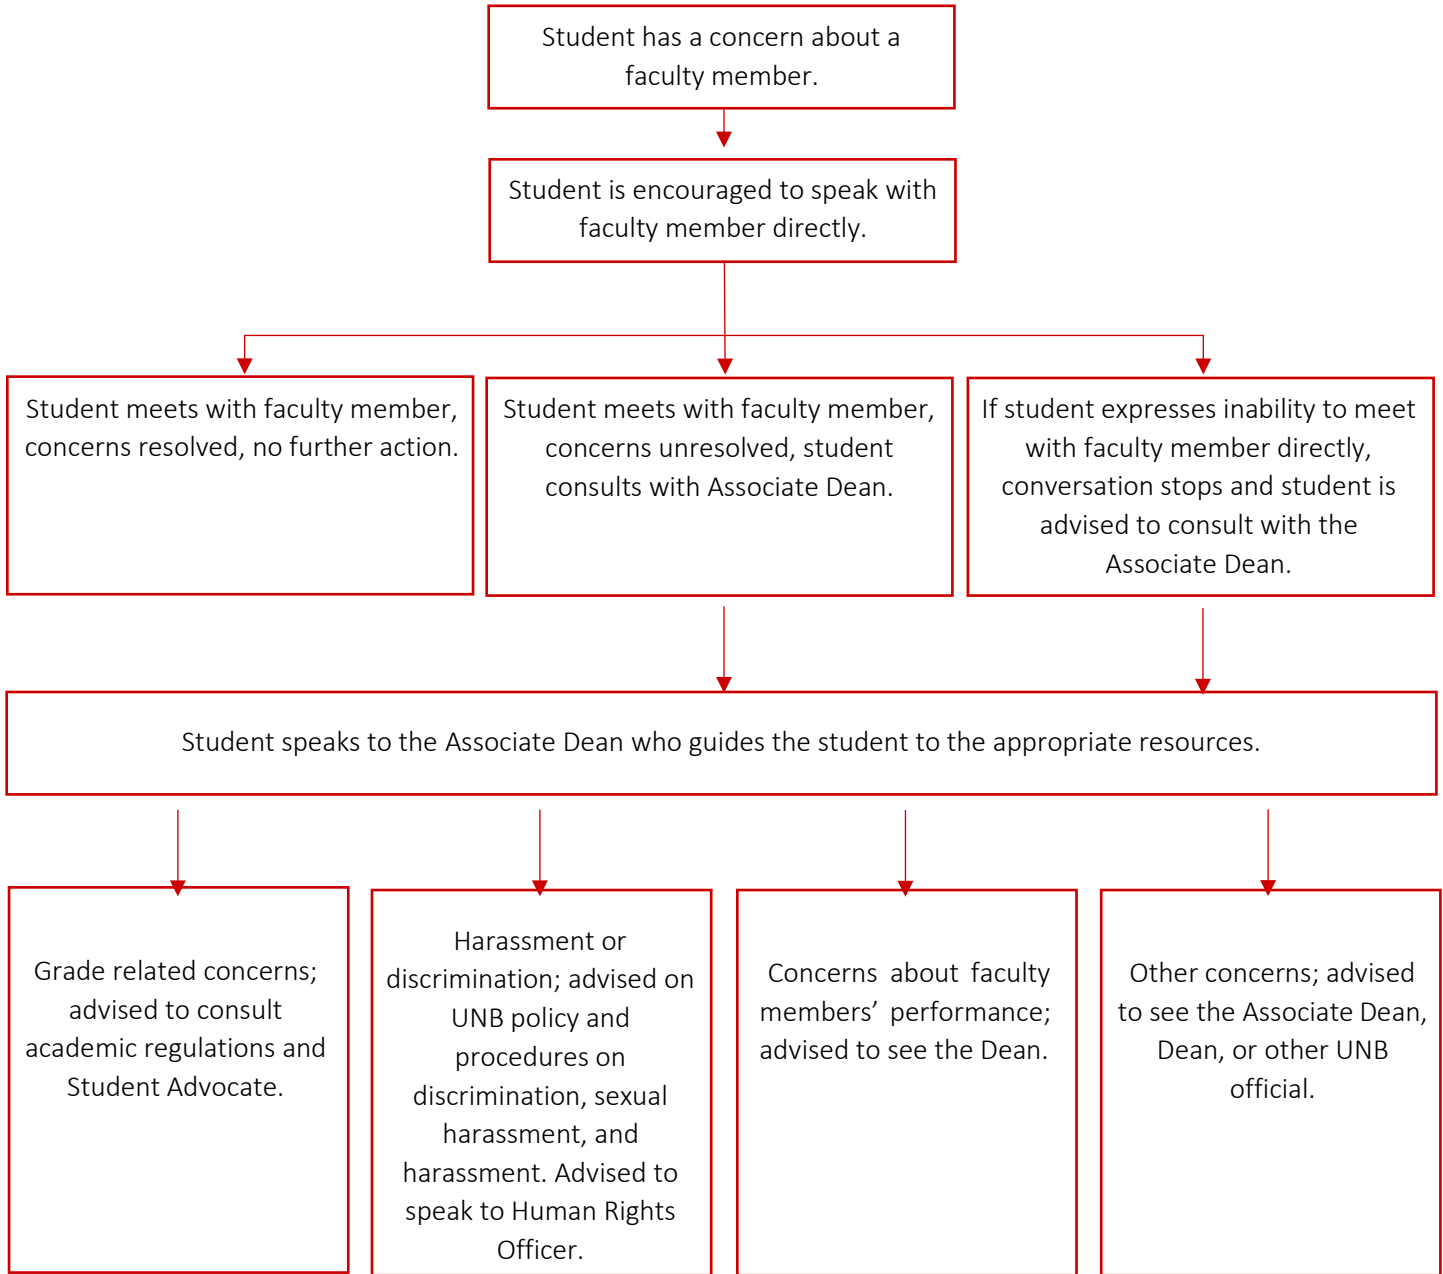 Student has a concern about a
faculty member.
Student is encouraged to speak with
faculty member directly.
Student meets with faculty member,
concerns resolved, no further action.
Student meets with faculty member,
concerns unresolved, student
consults with Associate Dean.
If student expresses inability to meet
with faculty member directly,
conversation stops and student is
advised to consult with the
Associate Dean.
Student speaks to the Associate Dean who guides the student to the appropriate resources.
Grade related concerns;
advised to consult
academic regulations and
Student Advocate.
Harassment or
discrimination; advised on
UNB policy and
procedures on
discrimination, sexual
harassment, and
harassment. Advised to
speak to Human Rights
Officer.
Concerns about faculty
members’ performance;
advised to see the Dean.
Other concerns; advised
to see the Associate Dean,
Dean, or other UNB
official.